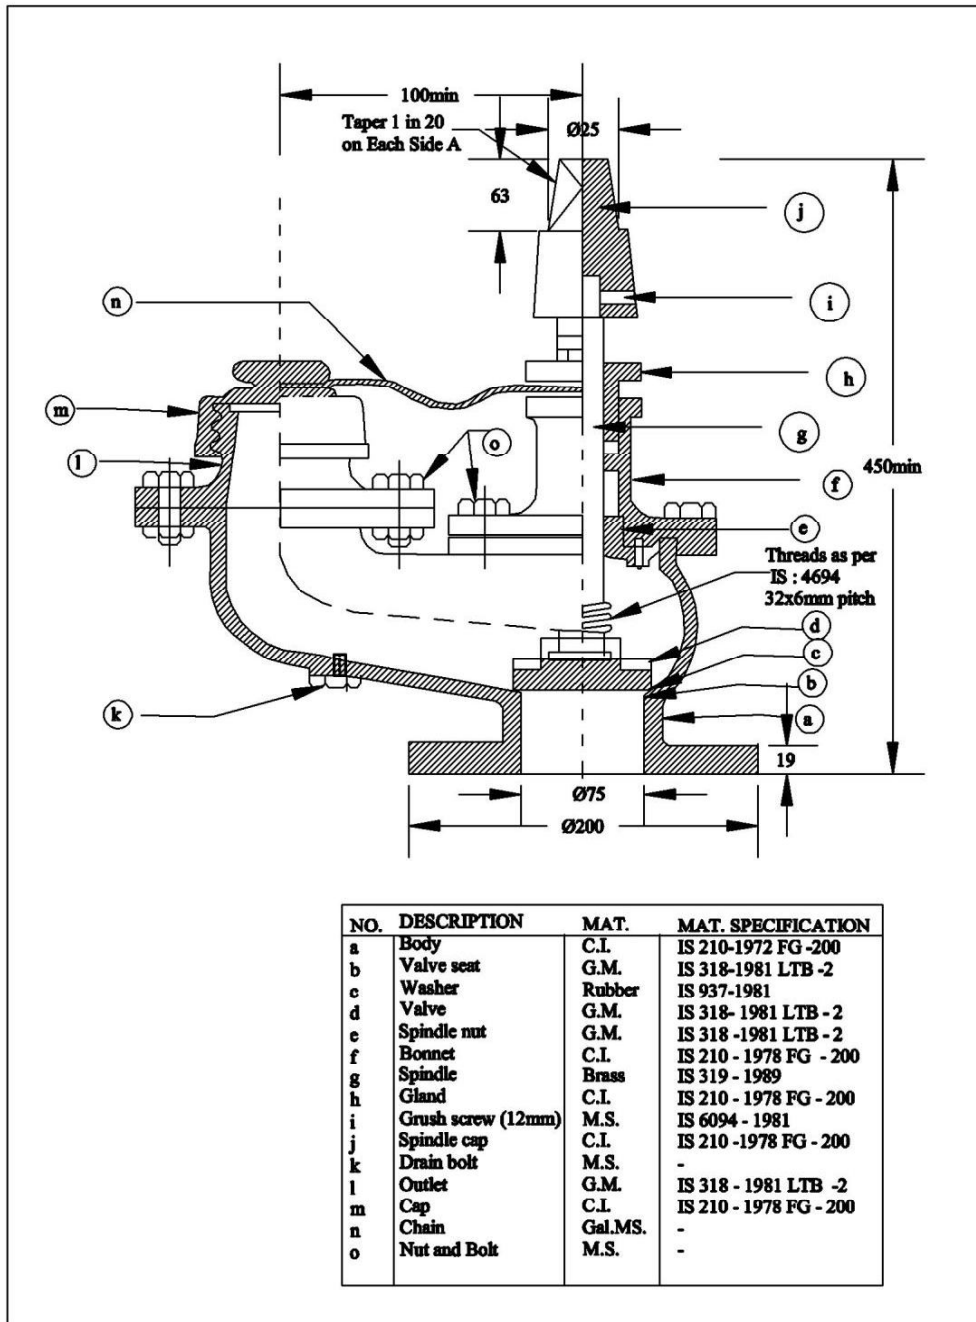 100min
Taper 1 in 20
on Each Side A
Ø25
63
j
i
n
h
m
g
o
l
450min
f
e
Threads as per
IS : 4694
32x6mm pitch
d
c
b
k
a
19
Ø75
Ø200
NO. DESCRIPTION MAT. MAT. SPECIFICATION
a Body C.I. IS 210-1972 FG -200
b Valve seat G.M. IS 318-1981 LTB -2
c Washer Rubber IS 937-1981
d Valve G.M. IS 318- 1981 LTB - 2
e Spindle nut G.M. IS 318 -1981 LTB - 2
f Bonnet C.I. IS 210 - 1978 FG - 200
g Spindle Brass IS 319 - 1989
h Gland C.I. IS 210 - 1978 FG - 200
i Grush screw (12mm) M.S. IS 6094 - 1981
j Spindle cap C.I. IS 210 -1978 FG - 200
k Drain bolt M.S. -
l Outlet G.M. IS 318 - 1981 LTB -2
m Cap C.I. IS 210 - 1978 FG - 200
n Chain Gal.MS. -
o Nut and Bolt M.S. -